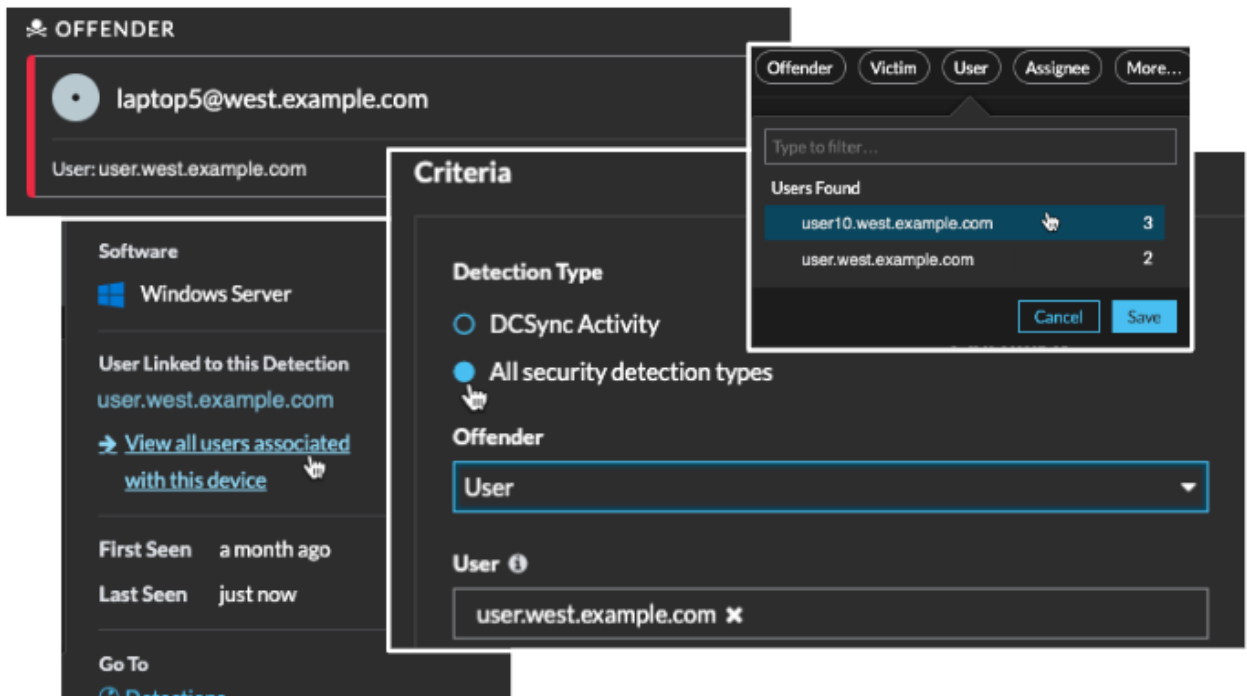 OFFENDER
laptop5@west.example.com
User: user.west.example.com
Software
Windows Server
User Linked to this Detection
user.west.example.com
View all users associated
with this device
First Seen a month ago
Last Seen just now
Go To
Detections
Criteria
Detection Type
DCSync Activity
All security detection types
Offender
User
User
user.west.example.com
Offender Victim User Assignee More...
Type to filter...
Users Found
user10.west.example.com 3
user.west.example.com 2
Cancel Save